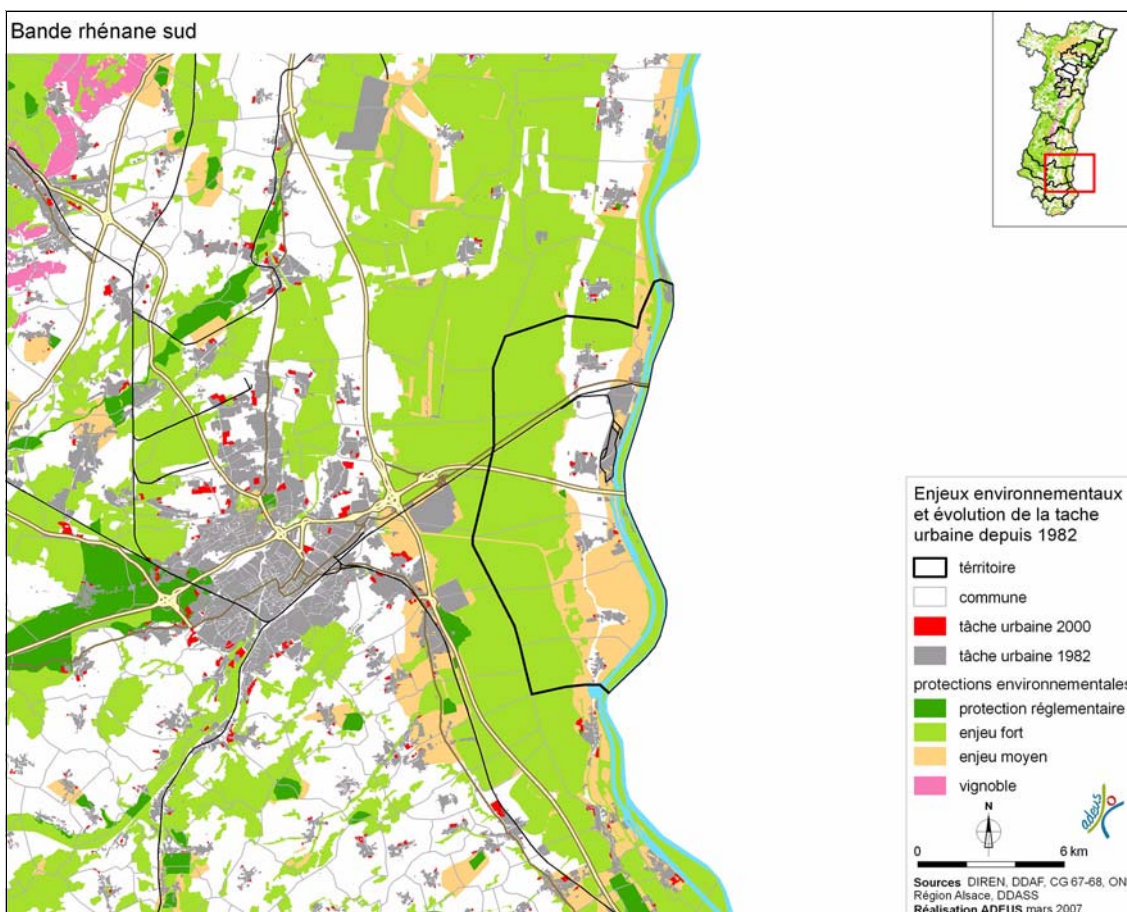 Bande rhénane sud
Enjeux environnementaux
et évolution de la tache
urbaine depuis 1982
térritoire
commune
tâche urbaine 2000
tâche urbaine 1982
protections environnementales
protection réglementaire
enjeu fort
enjeu moyen
vignoble
N
adeus
0 6 km
Sources DIREN, DDAF, CG 67-68, ON
Région Alsace, DDASS
Réalisation ADEUS mars 2007